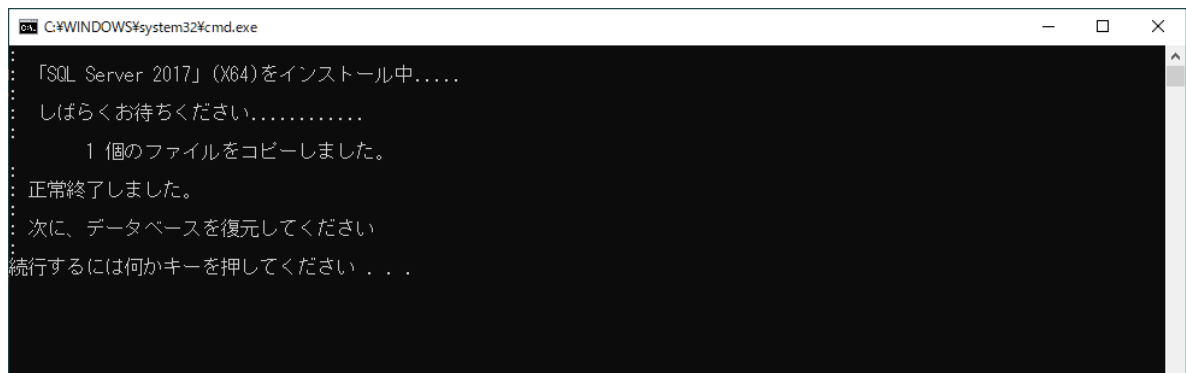 C:¥WINDOWS¥system32¥cmd.exe
:
: 「SQL Server 2017」(X64)をインストール中.....
:
: しばらくお待ちください............
:
1 個のファイルをコピーしました。
:
: 正常終了しました。
:
: 次に、データベースを復元してください
:
続行するには何かキーを押してください . . .